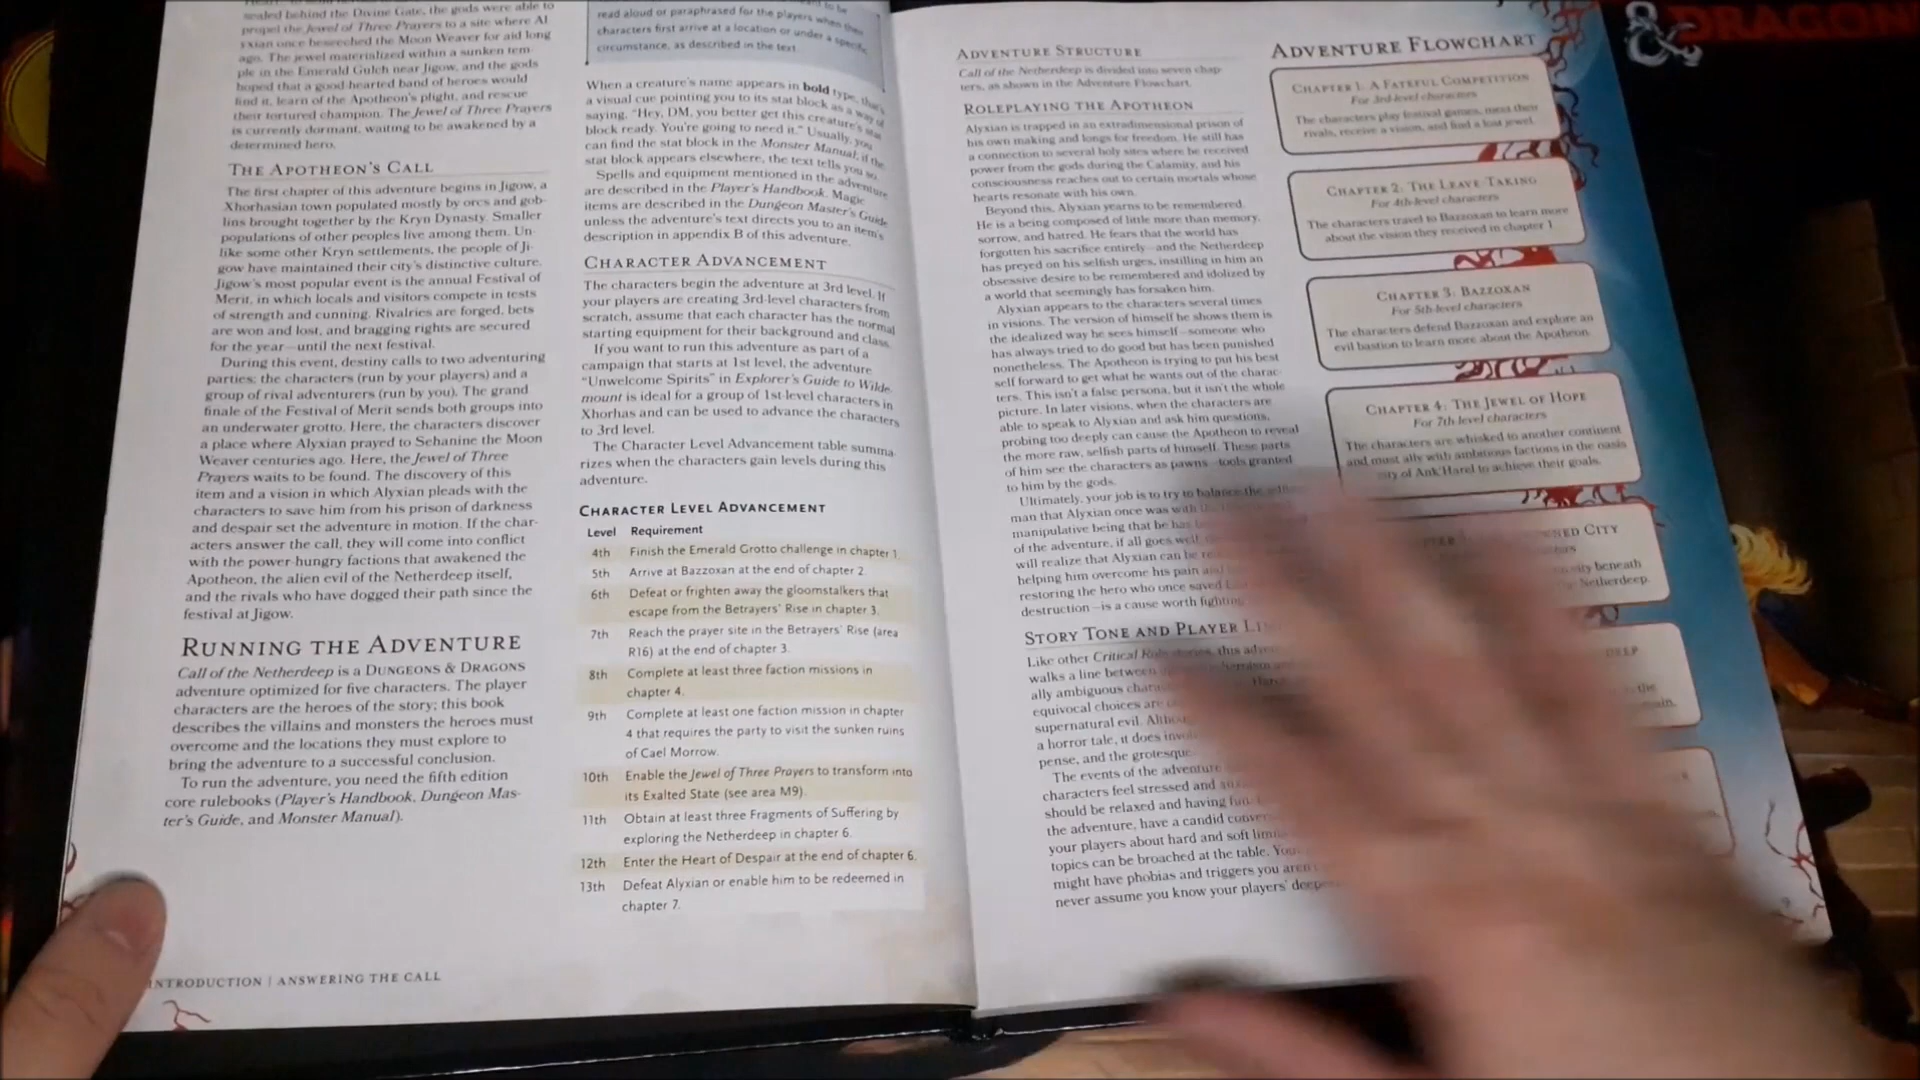 sealed behind the Divine Gate, the gods were able to
propel the Jewel of Three Prayers to a site where Al
yxian once beseeched the Moon Weaver for aid long
ago. The jewel materialized within a sunken tem-
ple in the Emerald Gulch near Jigow, and the gods
hoped that a good-hearted band of heroes would
find it, learn of the Apotheon's plight, and rescue
their tortured champion. The Jewel of Three Prayers
is currently dormant, waiting to be awakened by a
determined hero.
THE APOTHEON'S CALL
The first chapter of this adventure begins in Jigow, a
Xhorhasian town populated mostly by orcs and gob-
lins brought together by the Kryn Dynasty. Smaller
populations of other peoples live among them. Un-
like some other Kryn settlements, the people of Ji-
gow have maintained their city's distinctive culture.
Jigow's most popular event is the annual Festival of
Merit, in which locals and visitors compete in tests
of strength and cunning. Rivalries are forged, bets
are won and lost, and bragging rights are secured
for the year—until the next festival.
During this event, destiny calls to two adventuring
parties: the characters (run by your players) and a
group of rival adventurers (run by you). The grand
finale of the Festival of Merit sends both groups into
an underwater grotto. Here, the characters discover
a place where Alyxian prayed to Sehanine the Moon
Weaver centuries ago. Here, the Jewel of Three
Prayers waits to be found. The discovery of this
item and a vision in which Alyxian pleads with the
characters to save him from his prison of darkness
and despair set the adventure in motion. If the char-
acters answer the call, they will come into conflict
with the power-hungry factions that awakened the
Apotheon, the alien evil of the Netherdeep itself,
and the rivals who have dogged their path since the
festival at Jigow.
RUNNING THE ADVENTURE
Call of the Netherdeep is a DUNGEONS & DRAGONS
adventure optimized for five characters. The player
characters are the heroes of the story; this book
describes the villains and monsters the heroes must
overcome and the locations they must explore to
bring the adventure to a successful conclusion.
To run the adventure, you need the fifth edition
core rulebooks (Player's Handbook, Dungeon Mas-
ter's Guide, and Monster Manual).
INTRODUCTION | ANSWERING THE CALL
read aloud or paraphrased for the players when their
characters first arrive at a location or under a specific
circumstance, as described in the text.
When a creature's name appears in bold type, that's
a visual cue pointing you to its stat block as a way of
saying, "Hey, DM, you better get this creature's stat
block ready. You're going to need it." Usually, you
can find the stat block in the Monster Manual; if the
stat block appears elsewhere, the text tells you so.
Spells and equipment mentioned in the adventure
are described in the Player's Handbook. Magic
items are described in the Dungeon Master's Guide
unless the adventure's text directs you to an item's
description in appendix B of this adventure.
CHARACTER ADVANCEMENT
The characters begin the adventure at 3rd level. If
your players are creating 3rd-level characters from
scratch, assume that each character has the normal
starting equipment for their background and class.
If you want to run this adventure as part of a
campaign that starts at 1st level, the adventure
"Unwelcome Spirits" in Explorer's Guide to Wilde-
mount is ideal for a group of 1st-level characters in
Xhorhas and can be used to advance the characters
to 3rd level.
The Character Level Advancement table summa-
rizes when the characters gain levels during this
adventure.
CHARACTER LEVEL ADVANCEMENT
Level Requirement
4th Finish the Emerald Grotto challenge in chapter 1.
5th Arrive at Bazzoxan at the end of chapter 2.
6th Defeat or frighten away the gloomstalkers that
escape from the Betrayers' Rise in chapter 3.
7th Reach the prayer site in the Betrayers' Rise (area
R16) at the end of chapter 3.
8th Complete at least three faction missions in
chapter 4.
9th Complete at least one faction mission in chapter
4 that requires the party to visit the sunken ruins
of Cael Morrow.
10th Enable the Jewel of Three Prayers to transform into
its Exalted State (see area M9).
11th Obtain at least three Fragments of Suffering by
exploring the Netherdeep in chapter 6.
12th Enter the Heart of Despair at the end of chapter 6.
13th Defeat Alyxian or enable him to be redeemed in
chapter 7.
ADVENTURE STRUCTURE
Call of the Netherdeep is divided into seven chap-
ters, as shown in the Adventure Flowchart.
ROLEPLAYING THE APOTHEON
Alyxian is trapped in an extradimensional prison of
his own making and longs for freedom. He still has
a connection to several holy sites where he received
power from the gods during the Calamity, and his
consciousness reaches out to certain mortals whose
hearts resonate with his own.
Beyond this, Alyxian yearns to be remembered.
He is a being composed of little more than memory,
sorrow, and hatred. He fears that the world has
forgotten his sacrifice entirely—and the Netherdeep
has preyed on his selfish urges, instilling in him an
obsessive desire to be remembered and idolized by
a world that seemingly has forsaken him.
Alyxian appears to the characters several times
in visions. The version of himself he shows them is
the idealized way he sees himself—someone who
has always tried to do good but has been punished
nonetheless. The Apotheon is trying to put his best
self forward to get what he wants out of the charac-
ters. This isn't a false persona, but it isn't the whole
picture. In later visions, when the characters are
able to speak to Alyxian and ask him questions,
probing too deeply can cause the Apotheon to reveal
the more raw, selfish parts of himself. These parts
of him see the characters as pawns—tools granted
to him by the gods.
Ultimately, your job is to try to balance the
man that Alyxian once was with
manipulative being that he has
of the adventure, if all goes well,
will realize that Alyxian can be
helping him overcome his pain and
restoring the hero who once saved
destruction—is a cause worth fighting
STORY TONE AND PLAYER
Like other Critical Role stories, this
walks a line between heroism and
ally ambiguous
equivocal choices are
supernatural evil.
a horror tale, it does
pense, and the grotesque
The events of the adventure
characters feel stressed and
should be relaxed and having fun.
the adventure, have a candid
your players about hard and soft limits
topics can be broached at the table. You
might have phobias and triggers you aren't
never assume you know your players'
ADVENTURE FLOWCHART
CHAPTER 1: A FATEFUL COMPETITION
For 3rd-level characters
The characters play festival games, meet their
rivals, receive a vision, and find a lost jewel.
CHAPTER 2: THE LEAVE TAKING
For 4th-level characters
The characters travel to Bazzoxan to learn more
about the vision they received in chapter 1.
CHAPTER 3: BAZZOXAN
For 5th-level characters
The characters defend Bazzoxan and explore an
evil bastion to learn more about the Apotheon.
CHAPTER 4: THE JEWEL OF HOPE
For 7th-level characters
The characters are whisked to another continent
and must ally with ambitious factions in the oasis
city of Ank'Harel to achieve their goals.
CITY
beneath
Netherdeep.
the
9
& DRAGON